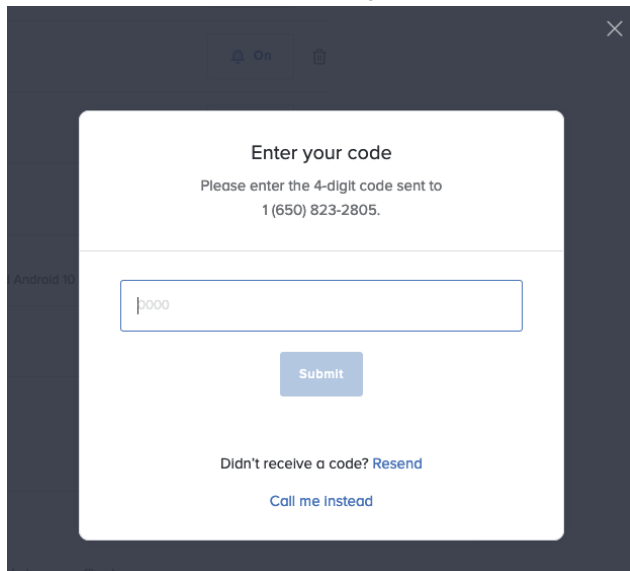 On
Enter your code
Please enter the 4-digit code sent to
1 (650) 823-2805.
Android 10
0000
Submit
Didn't receive a code? Resend
Call me instead